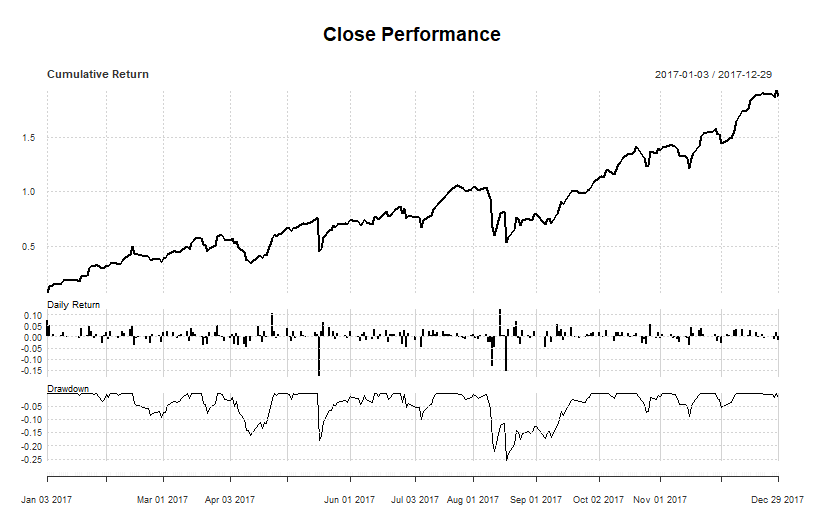 Close Performance
Cumulative Return 2017-01-03 / 2017-12-29
1.5
1.0
0.5
Daily Return
0.10
0.05
0.00
-0.05
-0.10
-0.15
Drawdown
-0.05
-0.10
-0.15
-0.20
-0.25
Jan 03 2017 Mar 01 2017 Apr 03 2017 Jun 01 2017 Jul 03 2017 Aug 01 2017 Sep 01 2017 Oct 02 2017 Nov 01 2017 Dec 29 2017